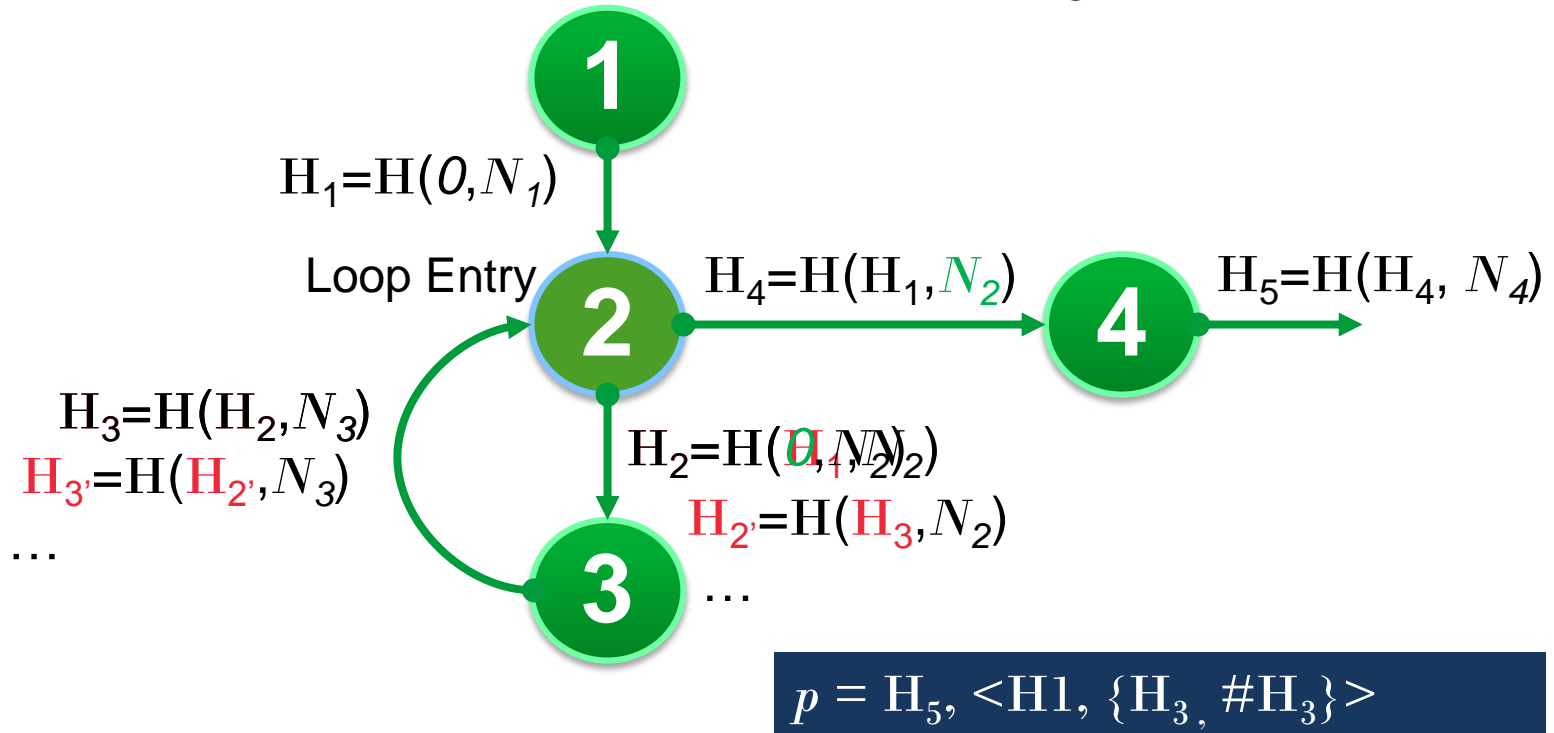 1
H₁=H(0,N₁)
Loop Entry
2
H₄=H(H₁,N₂)
4
H₅=H(H₄, N₄)
H₃=H(H₂,N₃)
H₃’=H(H₂’,N₃)
…
H₂=H(
H₂’=H(H₃,N₂)
3
…
p = H₅, <H1, {H₃ , #H₃}>